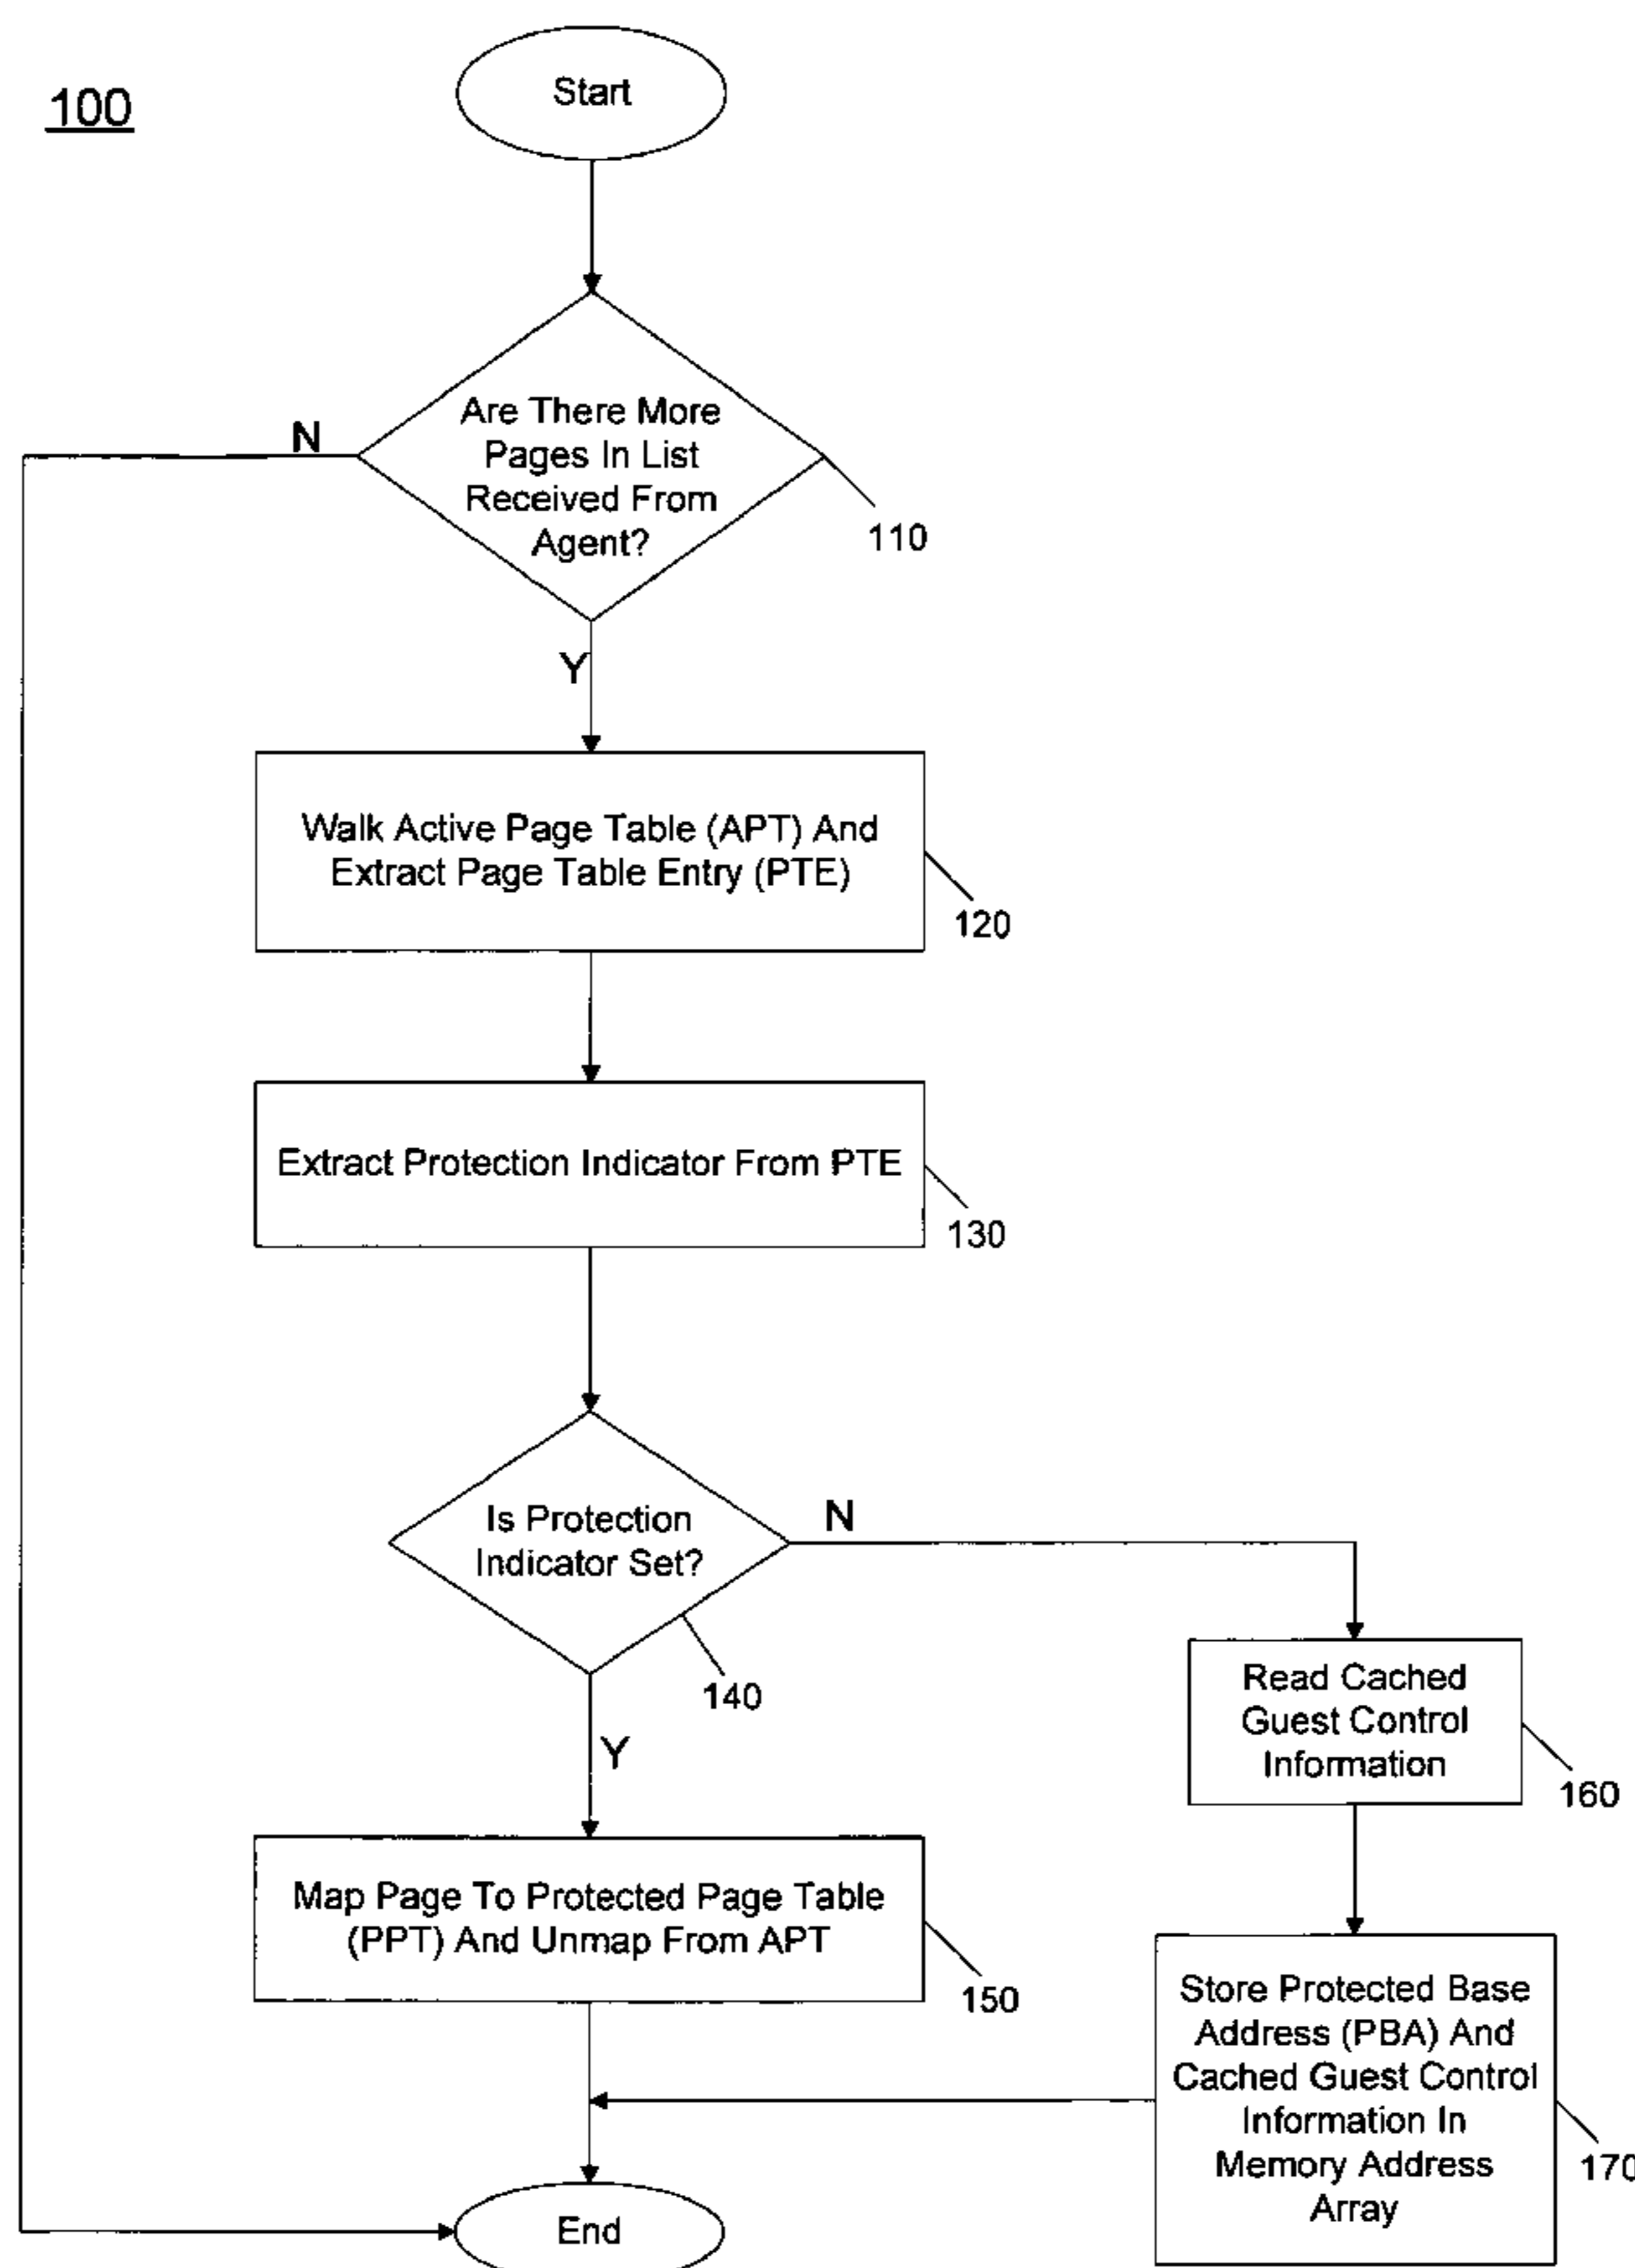 100
Start
Are There More
Pages In List
Received From
Agent?
N
110
Y
Walk Active Page Table (APT) And
Extract Page Table Entry (PTE)
120
Extract Protection Indicator From PTE
130
Is Protection
Indicator Set?
N
140
Y
Read Cached
Guest Control
Information
160
Map Page To Protected Page Table
(PPT) And Unmap From APT
150
Store Protected Base
Address (PBA) And
Cached Guest Control
Information In
Memory Address
Array
170
End